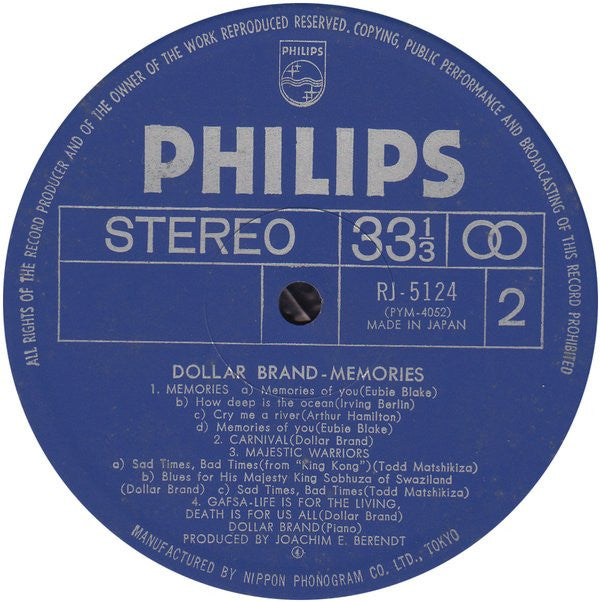 ALL RIGHTS OF THE RECORD PRODUCER AND OF THE OWNER OF THE WORK REPRODUCED RESERVED. COPYING, PUBLIC PERFORMANCE AND BROADCASTING OF THIS RECORD PROHIBITED
PHILIPS
PHILIPS
STEREO 33 1/3
RJ-5124
(PYM-4052)
MADE IN JAPAN
2
DOLLAR BRAND-MEMORIES
1. MEMORIES a) Memories of you(Eubie Blake)
b) How deep is the ocean(Irving Berlin)
c) Cry me a river(Arthur Hamilton)
d) Memories of you(Eubie Blake)
2. CARNIVAL(Dollar Brand)
3. MAJESTIC WARRIORS
a) Sad Times, Bad Times(from "King Kong")(Todd Matshikiza)
b) Blues for His Majesty King Sobhuza of Swaziland
(Dollar Brand) c) Sad Times, Bad Times(Todd Matshikiza)
4. GAFSA-LIFE IS FOR THE LIVING,
DEATH IS FOR US ALL(Dollar Brand)
DOLLAR BRAND(Piano)
PRODUCED BY JOACHIM E. BERENDT
4
MANUFACTURED BY NIPPON PHONOGRAM CO. LTD., TOKYO